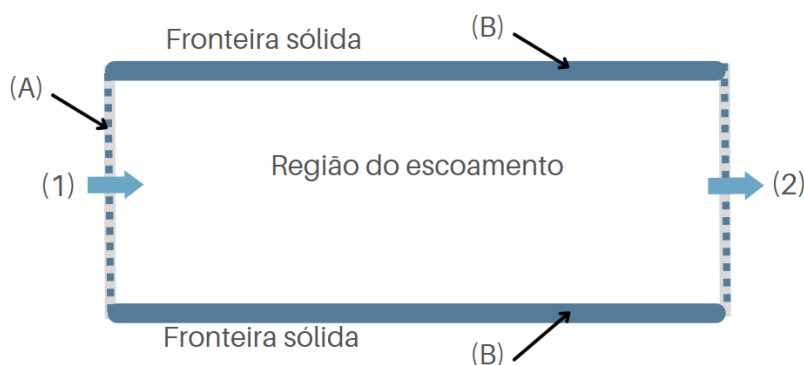 Fronteira sólida
(B)
(A)
Região do escoamento
(1)
(2)
Fronteira sólida
(B)